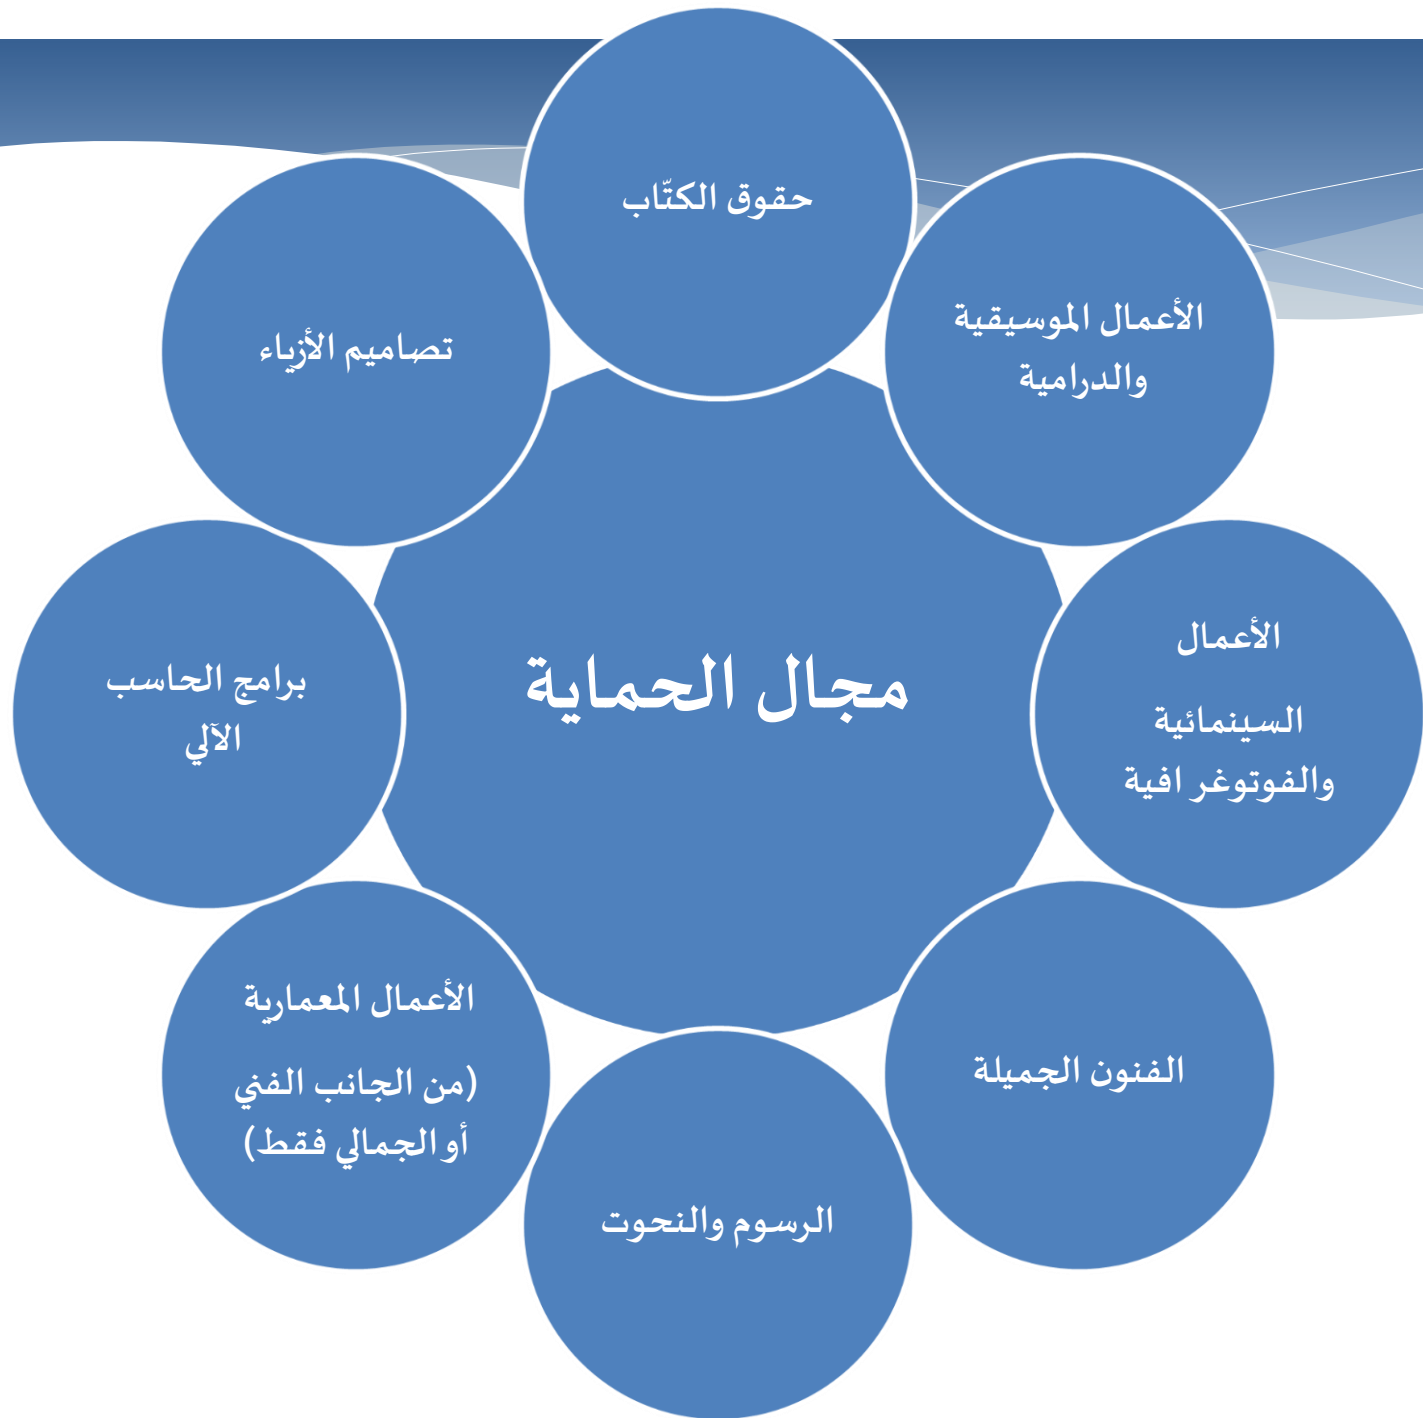 حقوق الكتّاب
الأعمال الموسيقية
والدرامية
الأعمال
السينمائية
والفوتوغرافية
الفنون الجميلة
الرسوم والنحوت
الأعمال المعمارية
(من الجانب الفني
أو الجمالي فقط)
برامج الحاسب
الآلي
تصاميم الأزياء
مجال الحماية